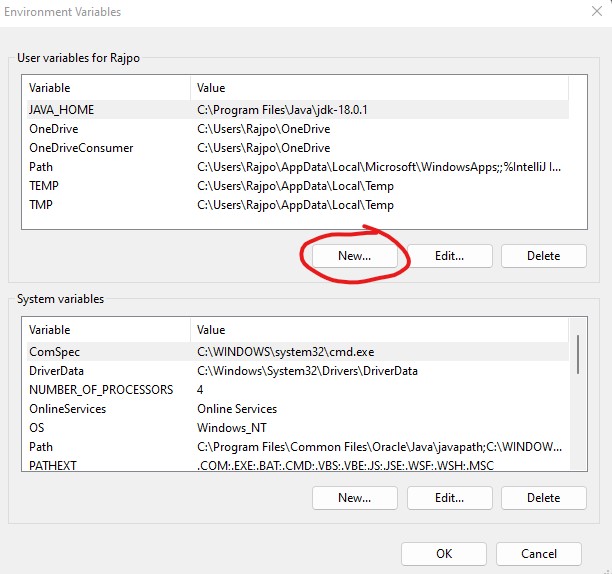 Environment Variables
User variables for Rajpo
Variable Value
JAVA_HOME C:\Program Files\Java\jdk-18.0.1
OneDrive C:\Users\Rajpo\OneDrive
OneDriveConsumer C:\Users\Rajpo\OneDrive
Path C:\Users\Rajpo\AppData\Local\Microsoft\WindowsApps;;%IntelliJ I...
TEMP C:\Users\Rajpo\AppData\Local\Temp
TMP C:\Users\Rajpo\AppData\Local\Temp
New... Edit... Delete
System variables
Variable Value
ComSpec C:\WINDOWS\system32\cmd.exe
DriverData C:\Windows\System32\Drivers\DriverData
NUMBER_OF_PROCESSORS 4
OnlineServices Online Services
OS Windows_NT
Path C:\Program Files\Common Files\Oracle\Java\javapath;C:\WINDOW...
PATHEXT .COM;.EXE;.BAT;.CMD;.VBS;.VBE;.JS;.JSE;.WSF;.WSH;.MSC
New... Edit... Delete
OK Cancel